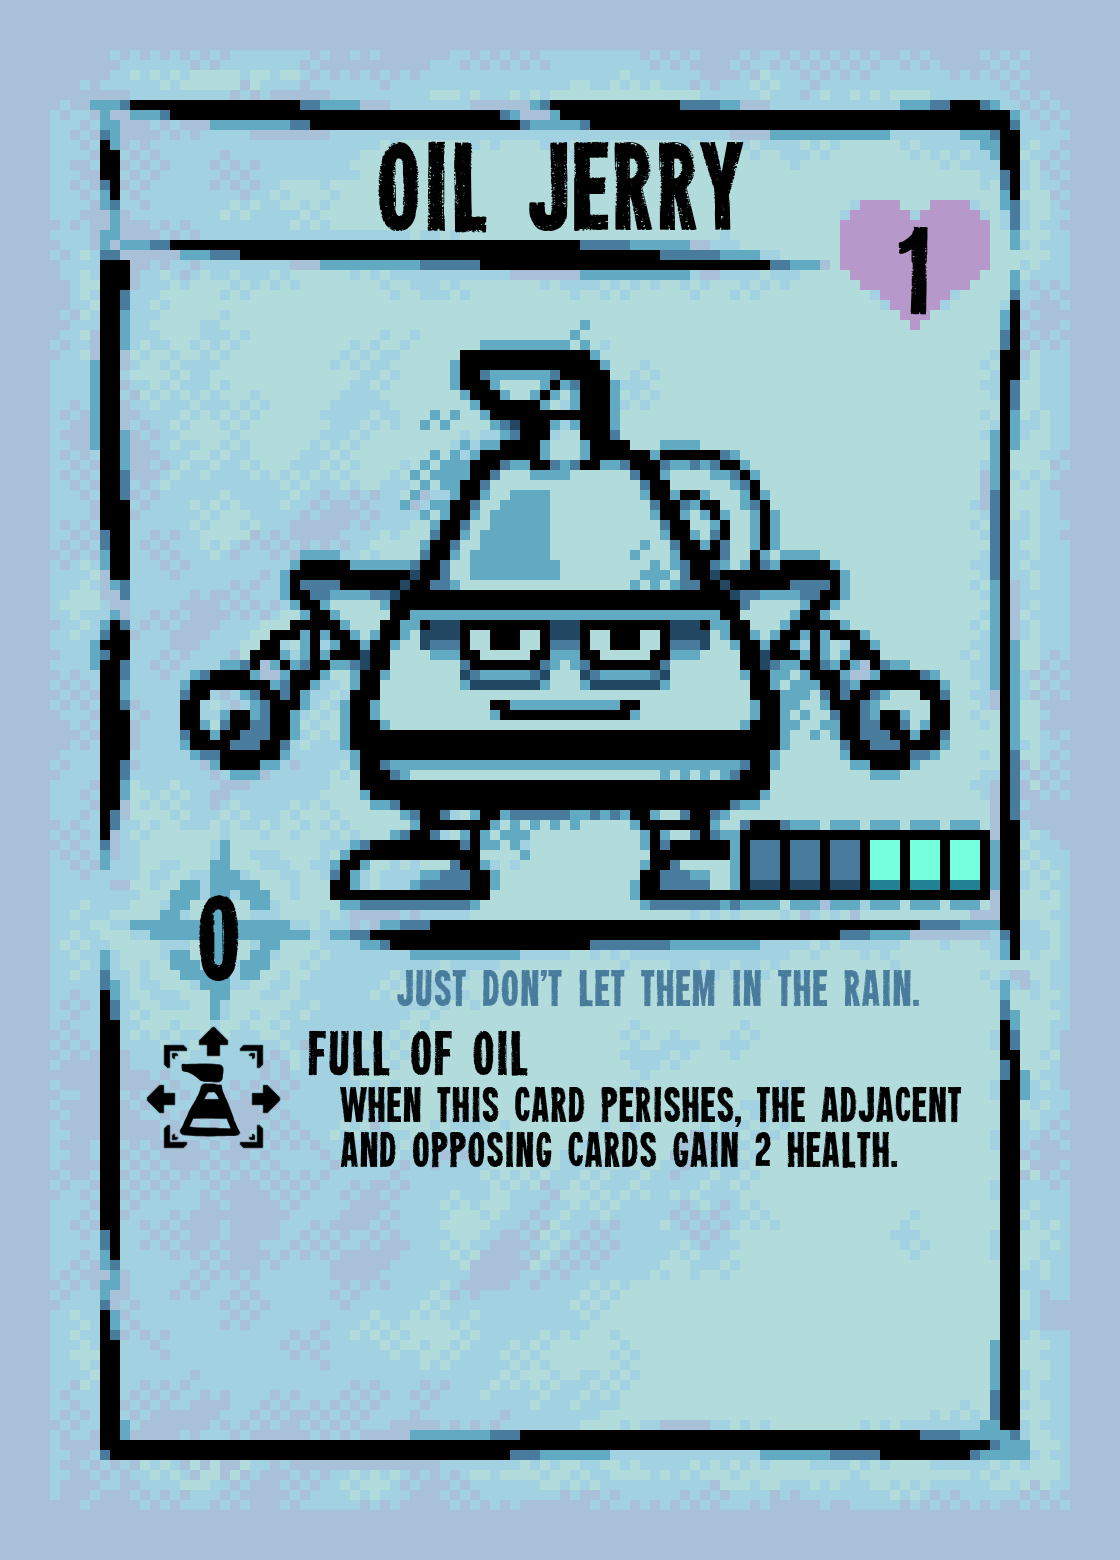 OIL JERRY
1
0
JUST DON'T LET THEM IN THE RAIN.
FULL OF OIL
WHEN THIS CARD PERISHES, THE ADJACENT
AND OPPOSING CARDS GAIN 2 HEALTH.